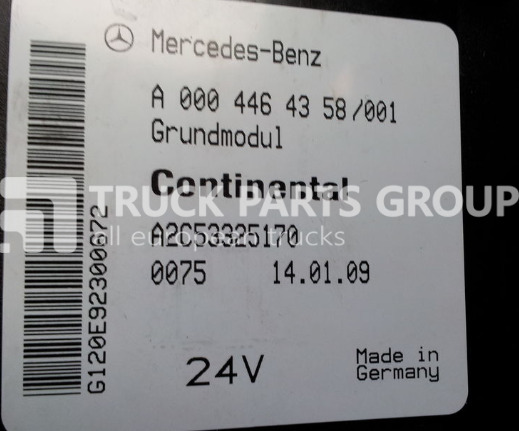 Mercedes-Benz
A 000 446 43 58/001
Grundmodul
Continental
TRUCK PARTS GROUP
all european trucks
A2C53325170
0075 14.01.09
24V
Made in
Germany
G120E92300672